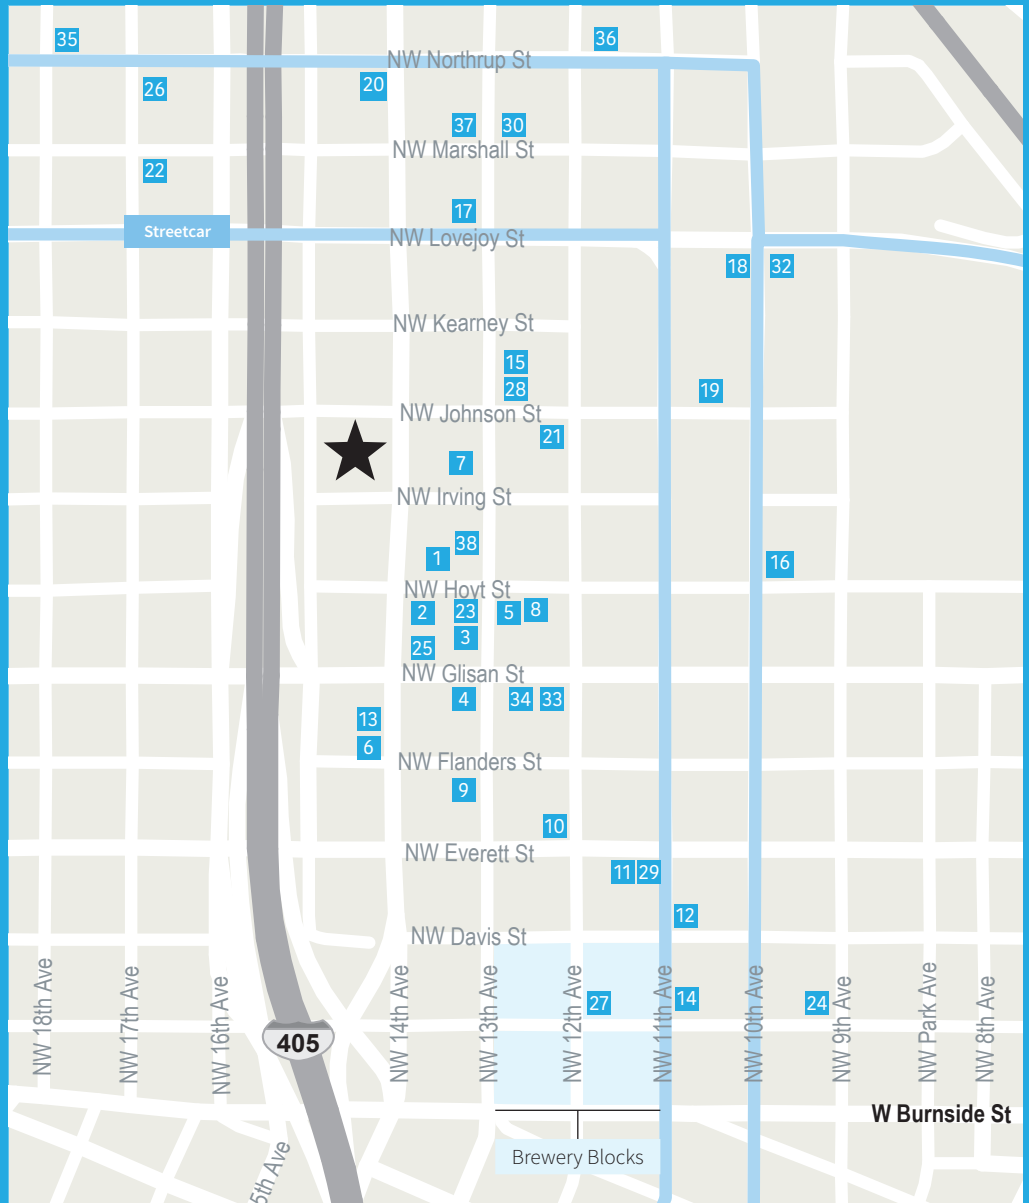 35
36
NW Northrup St
26
20
37
30
NW Marshall St
22
17
Streetcar
NW Lovejoy St
18
32
NW Kearney St
15
28
19
NW Johnson St
21
7
NW Irving St
38
1
16
NW Hoyt St
2
23
5
8
3
25
NW Glisan St
4
34
33
13
6
NW Flanders St
9
10
NW Everett St
11
29
12
NW Davis St
NW 18th Ave
NW 17th Ave
NW 16th Ave
NW 14th Ave
NW 13th Ave
NW 12th Ave
27
NW 11th Ave
14
NW 10th Ave
24
NW 9th Ave
NW Park Ave
NW 8th Ave
405
W Burnside St
5th Ave
Brewery Blocks